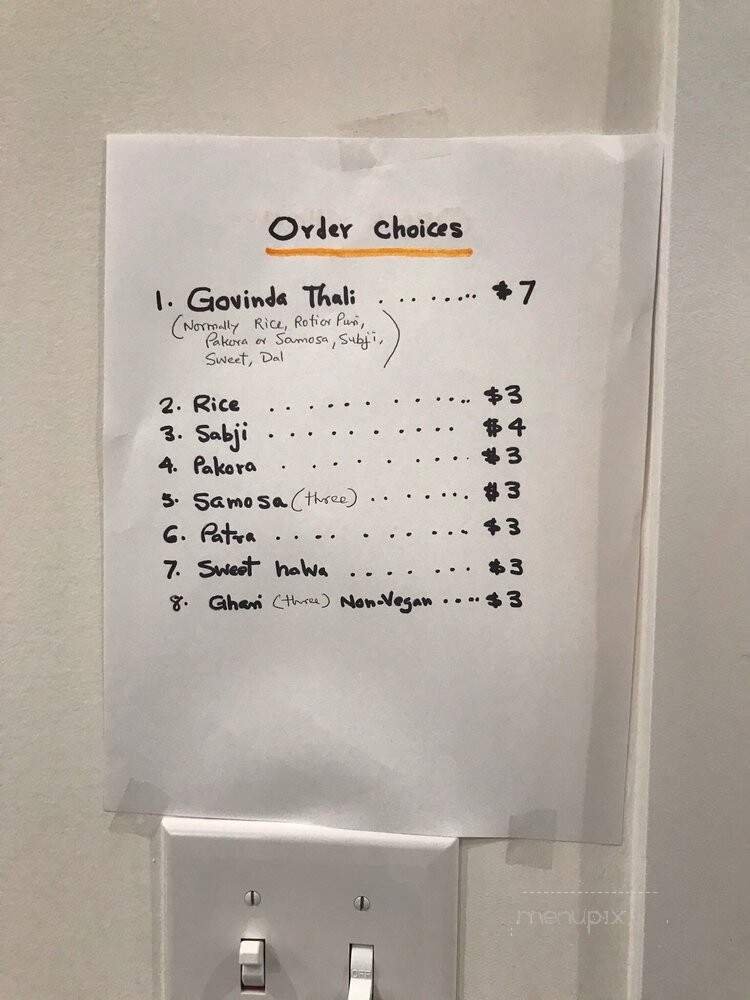 Order Choices
1. Govinda Thali ........ $7
(Normally Rice, Roti or Puri,
Pakora or Samosa, Subji,
Sweet, Dal)
2. Rice .......... $3
3. Sabji .......... $4
4. Pakora ........ $3
5. Samosa (three) ....... $3
6. Patra .......... $3
7. Sweet halwa ....... $3
8. Ghari (three) Non-Vegan .... $3
OFF
menupix